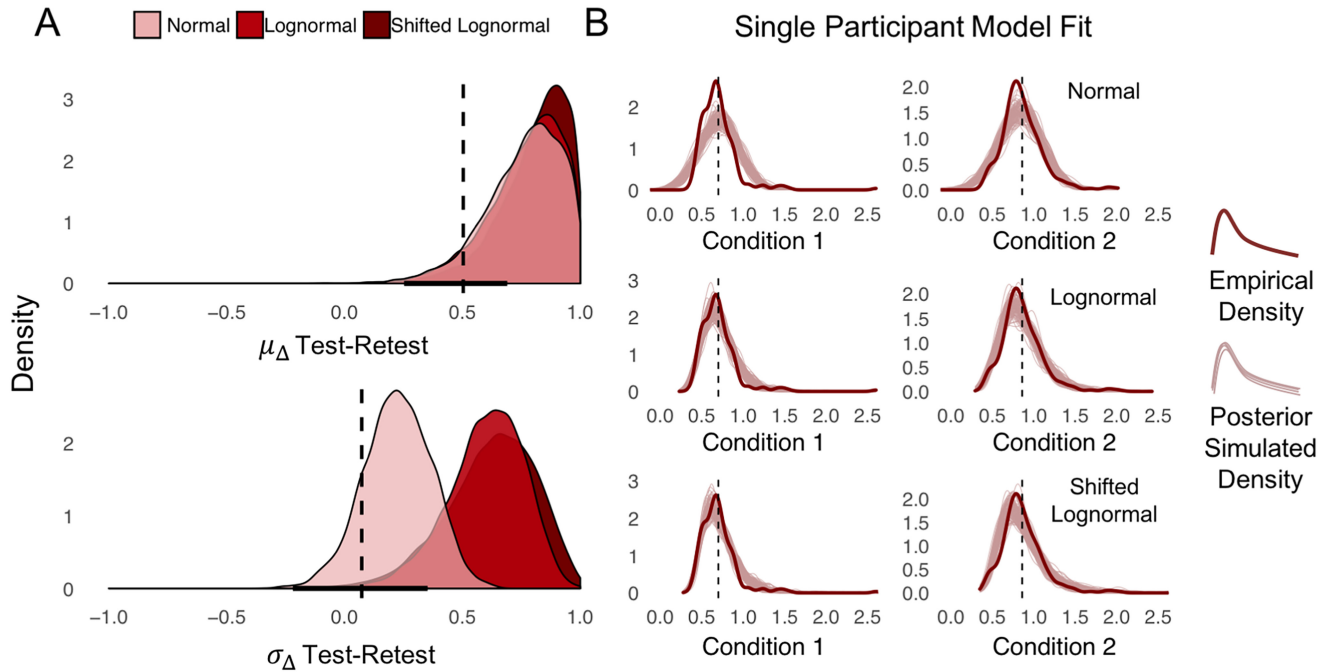 A
Normal Lognormal Shifted Lognormal
Density
3
2
1
0
−1.0 −0.5 0.0 0.5 1.0
μΔ Test-Retest
2
1
0
−1.0 −0.5 0.0 0.5 1.0
σΔ Test-Retest
B
Single Participant Model Fit
2
1
0
0.0 0.5 1.0 1.5 2.0 2.5
Condition 1
Normal
2.0
1.5
1.0
0.5
0.0
0.0 0.5 1.0 1.5 2.0 2.5
Condition 2
3
2
1
0
0.0 0.5 1.0 1.5 2.0 2.5
Condition 1
Lognormal
2.0
1.5
1.0
0.5
0.0
0.0 0.5 1.0 1.5 2.0 2.5
Condition 2
3
2
1
0
0.0 0.5 1.0 1.5 2.0 2.5
Condition 1
Shifted
Lognormal
2.0
1.5
1.0
0.5
0.0
0.0 0.5 1.0 1.5 2.0 2.5
Condition 2
Empirical
Density
Posterior
Simulated
Density